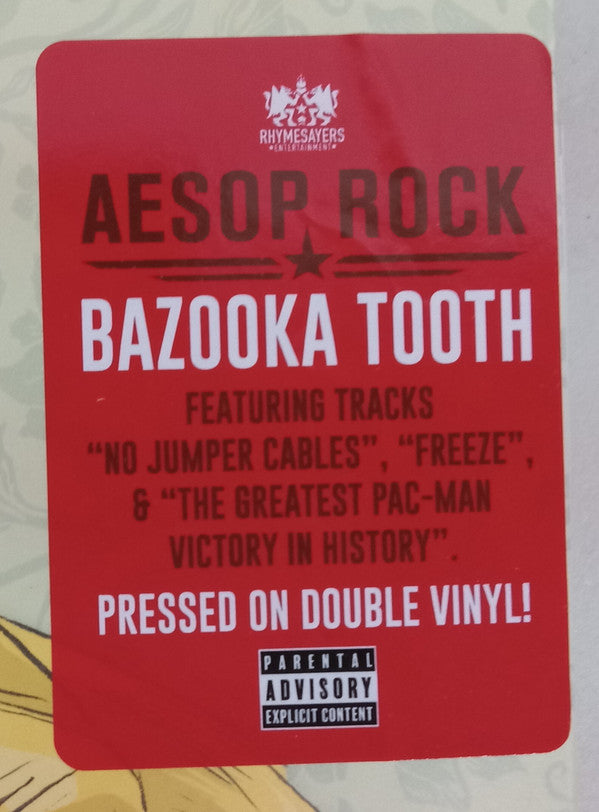 RHYMESAYERS
ENTERTAINMENT
AESOP ROCK
BAZOOKA TOOTH
FEATURING TRACKS
“NO JUMPER CABLES”, “FREEZE”,
& “THE GREATEST PAC-MAN
VICTORY IN HISTORY”.
PRESSED ON DOUBLE VINYL!
PARENTAL
ADVISORY
EXPLICIT CONTENT